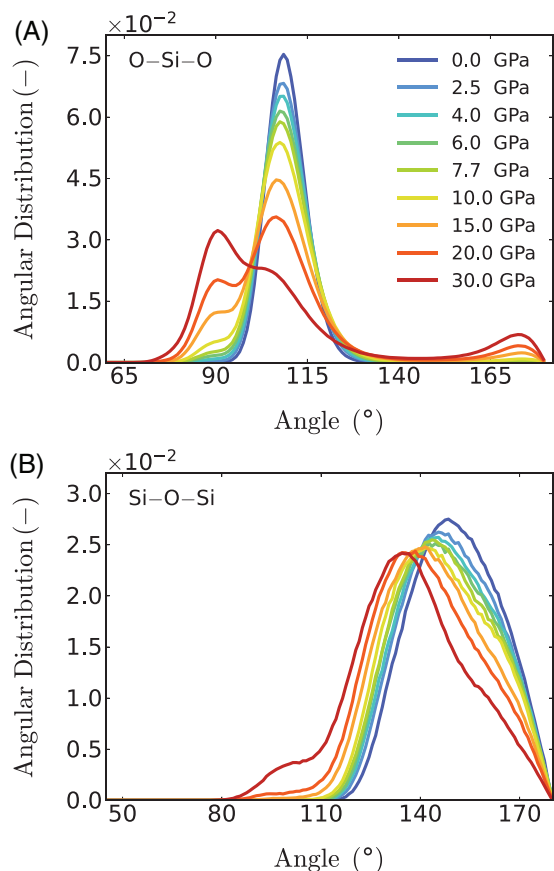 (A)
×10⁻²
O−Si−O
7.5
6.0
4.5
3.0
1.5
0.0
Angular Distribution (−)
0.0 GPa
2.5 GPa
4.0 GPa
6.0 GPa
7.7 GPa
10.0 GPa
15.0 GPa
20.0 GPa
30.0 GPa
65 90 115 140 165
Angle (°)
(B)
×10⁻²
Si−O−Si
3.0
2.5
2.0
1.5
1.0
0.5
0.0
Angular Distribution (−)
50 80 110 140 170
Angle (°)